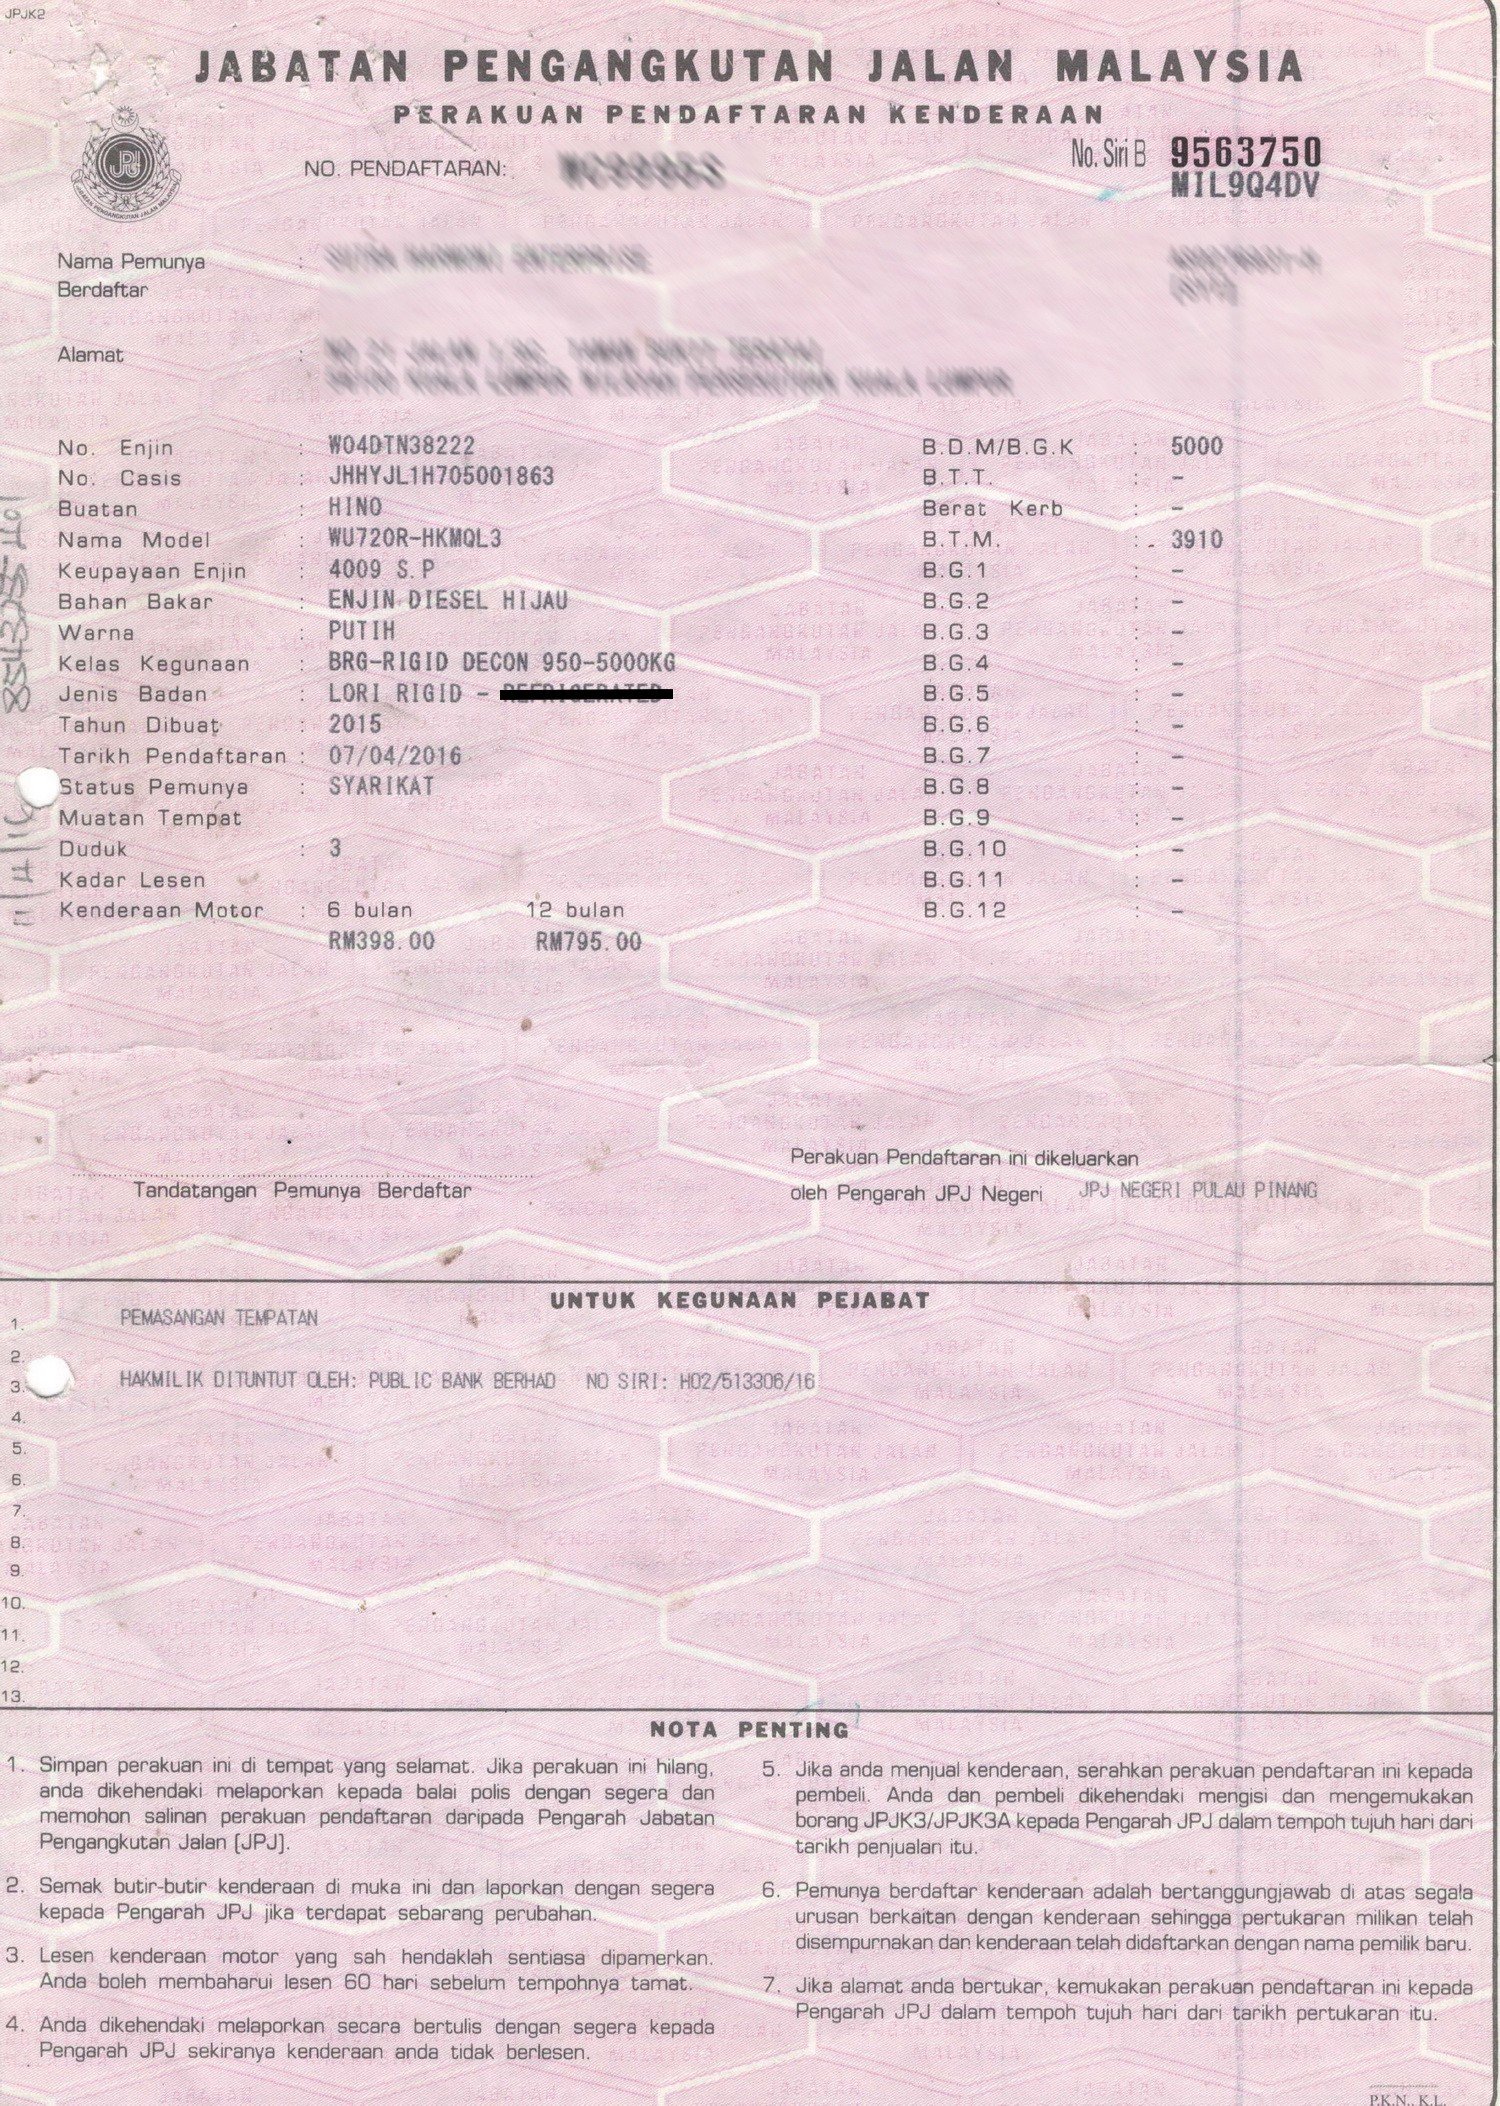 JPJK2
JABATAN PENGANGKUTAN JALAN MALAYSIA
PERAKUAN PENDAFTARAN KENDERAAN
No. Siri B 9563750
MIL9Q4DV
NO. PENDAFTARAN:
Nama Pemunya :
Berdaftar
Alamat :
No. Enjin : W04DTN38222
B.D.M/B.G.K : 5000
No. Casis : JHHYJL1H705001863
B.T.T. : -
Buatan : HINO
Berat Kerb : -
Nama Model : WU720R-HKMQL3
B.T.M. : 3910
Keupayaan Enjin : 4009 S.P
B.G.1 : -
Bahan Bakar : ENJIN DIESEL HIJAU
B.G.2 : -
Warna : PUTIH
B.G.3 : -
Kelas Kegunaan : BRG-RIGID DECON 950-5000KG
B.G.4 : -
Jenis Badan : LORI RIGID -
B.G.5 : -
Tahun Dibuat : 2015
B.G.6 : -
Tarikh Pendaftaran : 07/04/2016
B.G.7 : -
Status Pemunya : SYARIKAT
B.G.8 : -
Muatan Tempat
B.G.9 : -
Duduk : 3
B.G.10 : -
Kadar Lesen
B.G.11 : -
Kenderaan Motor : 6 bulan 12 bulan
B.G.12 : -
RM398.00 RM795.00
Perakuan Pendaftaran ini dikeluarkan
Tandatangan Pemunya Berdaftar
oleh Pengarah JPJ Negeri JPJ NEGERI PULAU PINANG
UNTUK KEGUNAAN PEJABAT
1. PEMASANGAN TEMPATAN
2.
3. HAKMILIK DITUNTUT OLEH: PUBLIC BANK BERHAD NO SIRI: H02/513306/16
4.
5.
6.
7.
8.
9.
10.
11.
12.
13.
NOTA PENTING
1. Simpan perakuan ini di tempat yang selamat. Jika perakuan ini hilang,
anda dikehendaki melaporkan kepada balai polis dengan segera dan
memohon salinan perakuan pendaftaran daripada Pengarah Jabatan
Pengangkutan Jalan (JPJ).
2. Semak butir-butir kenderaan di muka ini dan laporkan dengan segera
kepada Pengarah JPJ jika terdapat sebarang perubahan.
3. Lesen kenderaan motor yang sah hendaklah sentiasa dipamerkan.
Anda boleh membaharui lesen 60 hari sebelum tempohnya tamat.
4. Anda dikehendaki melaporkan secara bertulis dengan segera kepada
Pengarah JPJ sekiranya kenderaan anda tidak berlesen.
5. Jika anda menjual kenderaan, serahkan perakuan pendaftaran ini kepada
pembeli. Anda dan pembeli dikehendaki mengisi dan mengemukakan
borang JPJK3/JPJK3A kepada Pengarah JPJ dalam tempoh tujuh hari dari
tarikh penjualan itu.
6. Pemunya berdaftar kenderaan adalah bertanggungjawab di atas segala
urusan berkaitan dengan kenderaan sehingga pertukaran milikan telah
disempurnakan dan kenderaan telah didaftarkan dengan nama pemilik baru.
7. Jika alamat anda bertukar, kemukakan perakuan pendaftaran ini kepada
Pengarah JPJ dalam tempoh tujuh hari dari tarikh pertukaran itu.
P.K.N., K.L.